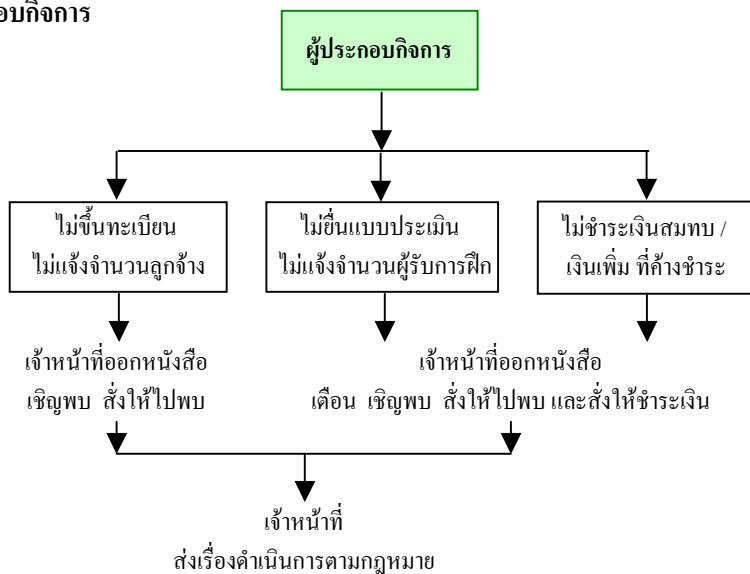 อบกิจการ
ผู้ประกอบกิจการ
ไม่ขึ้นทะเบียน
ไม่แจ้งจำนวนลูกจ้าง
ไม่ยื่นแบบประเมิน
ไม่แจ้งจำนวนผู้รับการฝึก
ไม่ชำระเงินสมทบ /
เงินเพิ่ม ที่ค้างชำระ
เจ้าหน้าที่ออกหนังสือ
เชิญพบ สั่งให้ไปพบ
เจ้าหน้าที่ออกหนังสือ
เตือน เชิญพบ สั่งให้ไปพบ และสั่งให้ชำระเงิน
เจ้าหน้าที่
ส่งเรื่องดำเนินการตามกฎหมาย